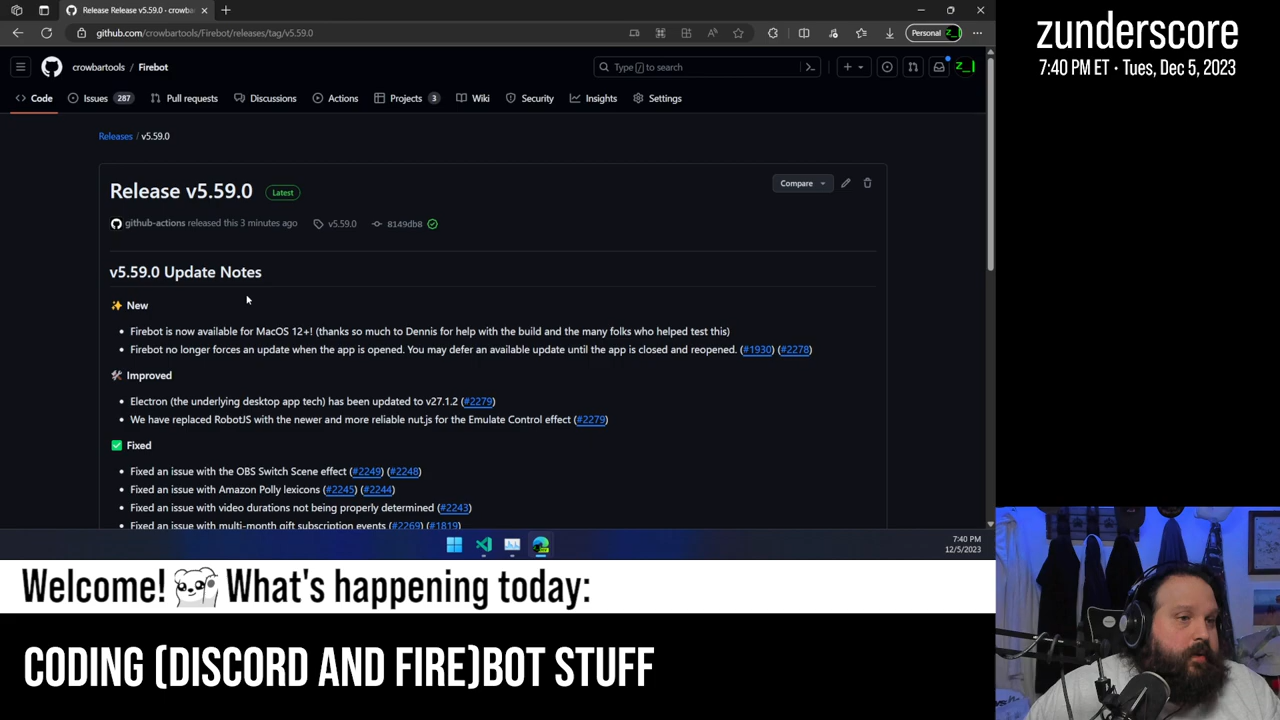 Release Release v5.59.0 · crowba
github.com/crowbartools/Firebot/releases/tag/v5.59.0
Personal
zunderscore
7:40 PM ET · Tues, Dec 5, 2023
crowbartools / Firebot
Type / to search
Code
Issues 287
Pull requests
Discussions
Actions
Projects 3
Wiki
Security
Insights
Settings
Releases / v5.59.0
Release v5.59.0 Latest
Compare
github-actions released this 3 minutes ago
v5.59.0
8149db8
v5.59.0 Update Notes
✨ New
• Firebot is now available for MacOS 12+! (thanks so much to Dennis for help with the build and the many folks who helped test this)
• Firebot no longer forces an update when the app is opened. You may defer an available update until the app is closed and reopened. (#1930) (#2278)
🛠️ Improved
• Electron (the underlying desktop app tech) has been updated to v27.1.2 (#2279)
• We have replaced RobotJS with the newer and more reliable nut.js for the Emulate Control effect (#2279)
✅ Fixed
• Fixed an issue with the OBS Switch Scene effect (#2249) (#2248)
• Fixed an issue with Amazon Polly lexicons (#2245) (#2244)
• Fixed an issue with video durations not being properly determined (#2243)
• Fixed an issue with multi-month gift subscription events (#2269) (#1819)
7:40 PM
12/5/2023
Welcome! What's happening today:
CODING (DISCORD AND FIRE)BOT STUFF